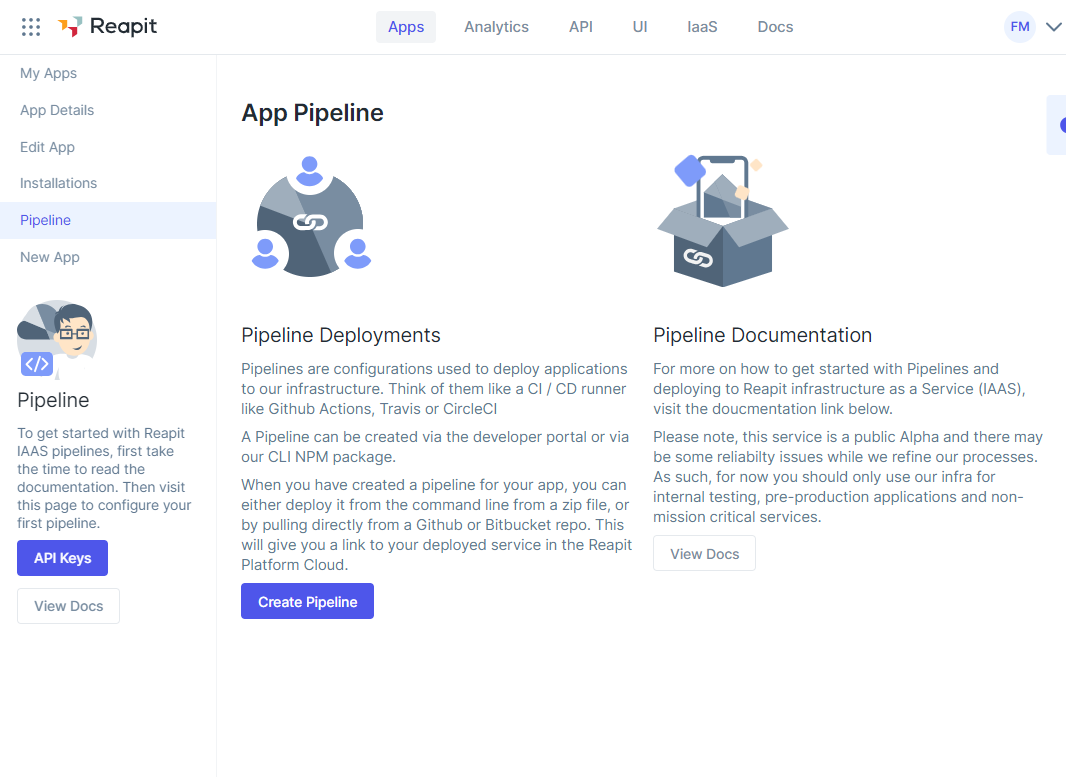 Reapit
Apps
Analytics
API
UI
IaaS
Docs
FM
My Apps
App Details
Edit App
Installations
Pipeline
New App
</>
Pipeline
To get started with Reapit
IAAS pipelines, first take
the time to read the
documentation. Then visit
this page to configure your
first pipeline.
API Keys
View Docs
App Pipeline
Pipeline Deployments
Pipelines are configurations used to deploy applications
to our infrastructure. Think of them like a CI / CD runner
like Github Actions, Travis or CircleCI
A Pipeline can be created via the developer portal or via
our CLI NPM package.
When you have created a pipeline for your app, you can
either deploy it from the command line from a zip file, or
by pulling directly from a Github or Bitbucket repo. This
will give you a link to your deployed service in the Reapit
Platform Cloud.
Create Pipeline
Pipeline Documentation
For more on how to get started with Pipelines and
deploying to Reapit infrastructure as a Service (IAAS),
visit the doucmentation link below.
Please note, this service is a public Alpha and there may
be some reliabilty issues while we refine our processes.
As such, for now you should only use our infra for
internal testing, pre-production applications and non-
mission critical services.
View Docs